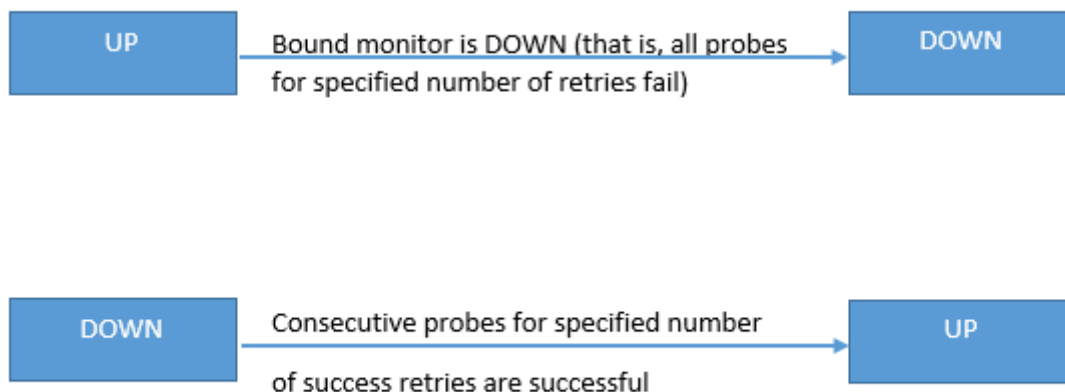 UP
Bound monitor is DOWN (that is, all probes
for specified number of retries fail)
DOWN
DOWN
Consecutive probes for specified number
of success retries are successful
UP